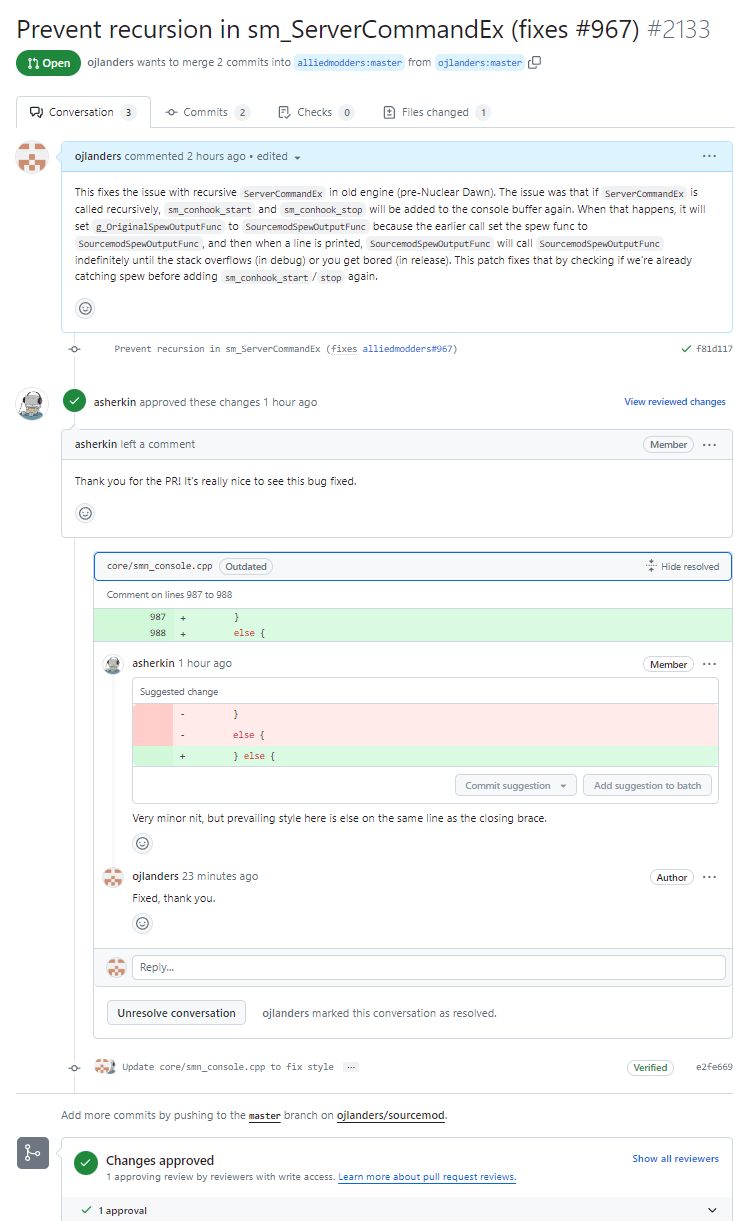 Prevent recursion in sm_ServerCommandEx (fixes #967) #2133
Open ojlanders wants to merge 2 commits into alliedmodders:master from ojlanders:master
Conversation 3 Commits 2 Checks 0 Files changed 1
ojlanders commented 2 hours ago • edited
This fixes the issue with recursive ServerCommandEx in old engine (pre-Nuclear Dawn). The issue was that if ServerCommandEx is
called recursively, sm_conhook_start and sm_conhook_stop will be added to the console buffer again. When that happens, it will
set g_OriginalSpewOutputFunc to SourcemodSpewOutputFunc because the earlier call set the spew func to
SourcemodSpewOutputFunc, and then when a line is printed, SourcemodSpewOutputFunc will call SourcemodSpewOutputFunc
indefinitely until the stack overflows (in debug) or you get bored (in release). This patch fixes that by checking if we're already
catching spew before adding sm_conhook_start / stop again.
Prevent recursion in sm_ServerCommandEx (fixes alliedmodders#967) f81d117
asherkin approved these changes 1 hour ago View reviewed changes
asherkin left a comment Member
Thank you for the PR! It's really nice to see this bug fixed.
core/smn_console.cpp Outdated Hide resolved
Comment on lines 987 to 988
987 + }
988 + else {
asherkin 1 hour ago Member
Suggested change
- }
- else {
+ } else {
Commit suggestion Add suggestion to batch
Very minor nit, but prevailing style here is else on the same line as the closing brace.
ojlanders 23 minutes ago Author
Fixed, thank you.
Reply...
Unresolve conversation ojlanders marked this conversation as resolved.
Update core/smn_console.cpp to fix style ... Verified e2fe669
Add more commits by pushing to the master branch on ojlanders/sourcemod.
Changes approved Show all reviewers
1 approving review by reviewers with write access. Learn more about pull request reviews.
1 approval